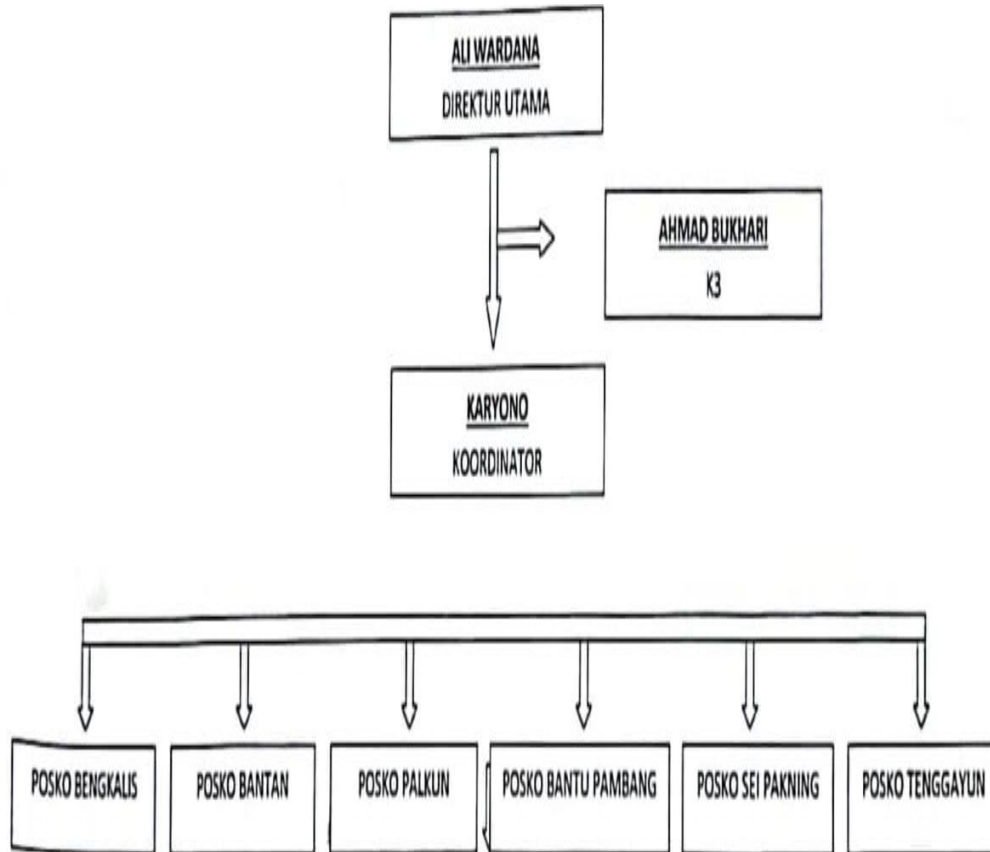 ALI WARDANA
DIREKTUR UTAMA
AHMAD BUKHARI
K3
KARYONO
KOORDINATOR
POSKO BENGKALIS
POSKO BANTAN
POSKO PALKUN
POSKO BANTU PAMBANG
POSKO SEI PAKNING
POSKO TENGGAYUN